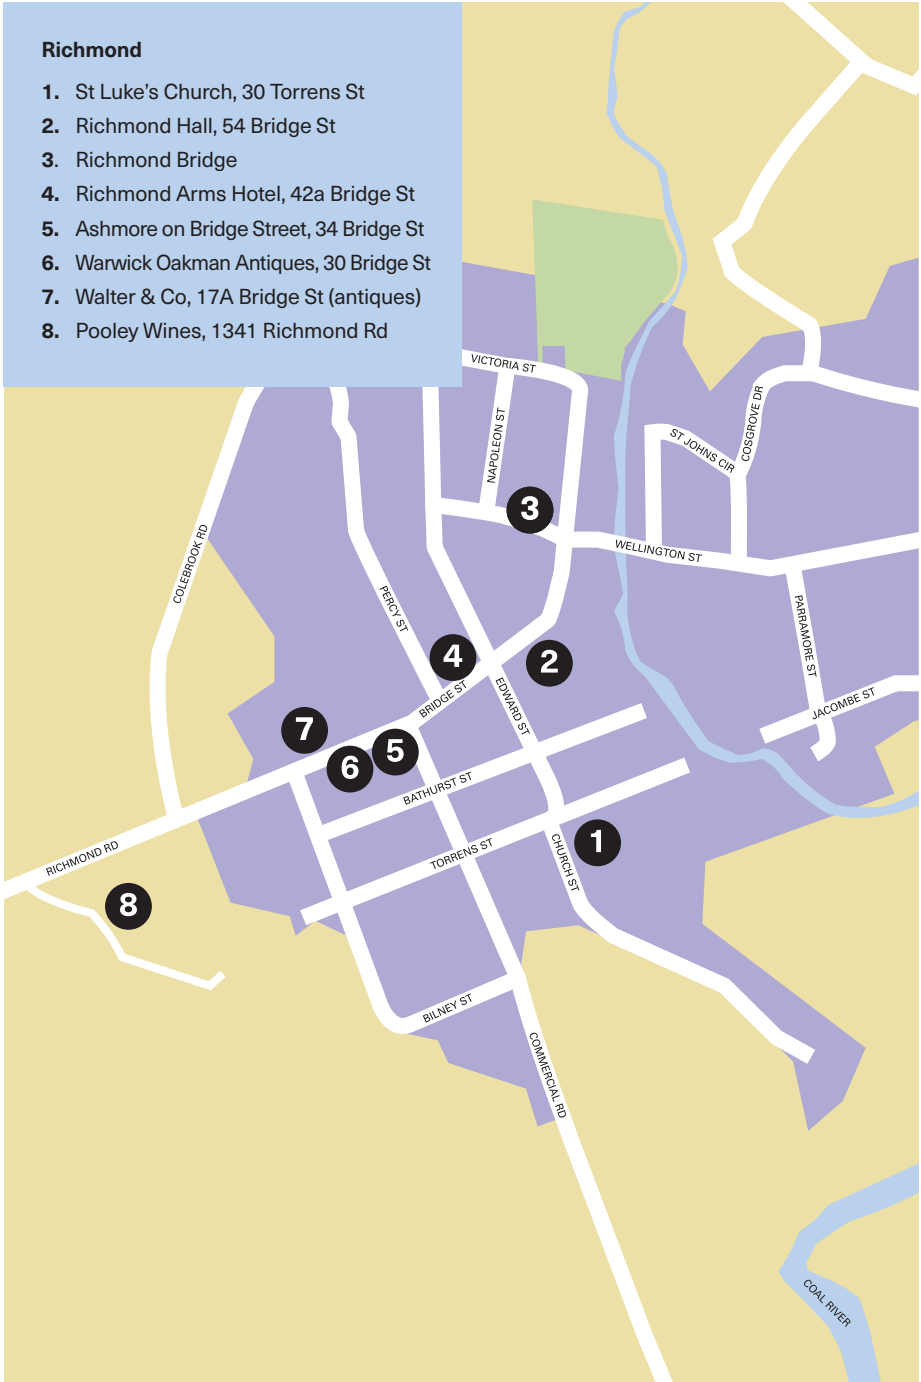 Richmond
1. St Luke’s Church, 30 Torrens St
2. Richmond Hall, 54 Bridge St
3. Richmond Bridge
4. Richmond Arms Hotel, 42a Bridge St
5. Ashmore on Bridge Street, 34 Bridge St
6. Warwick Oakman Antiques, 30 Bridge St
7. Walter & Co, 17A Bridge St (antiques)
8. Pooley Wines, 1341 Richmond Rd
VICTORIA ST
NAPOLEON ST
COSGROVE DR
ST JOHNS CIR
3
WELLINGTON ST
COLEBROOK RD
PERCY ST
PARRAMORE ST
4
2
BRIDGE ST
EDWARD ST
JACOMBE ST
7
5
6
BATHURST ST
TORRENS ST
CHURCH ST
1
RICHMOND RD
8
BILNEY ST
COMMERCIAL RD
COAL RIVER